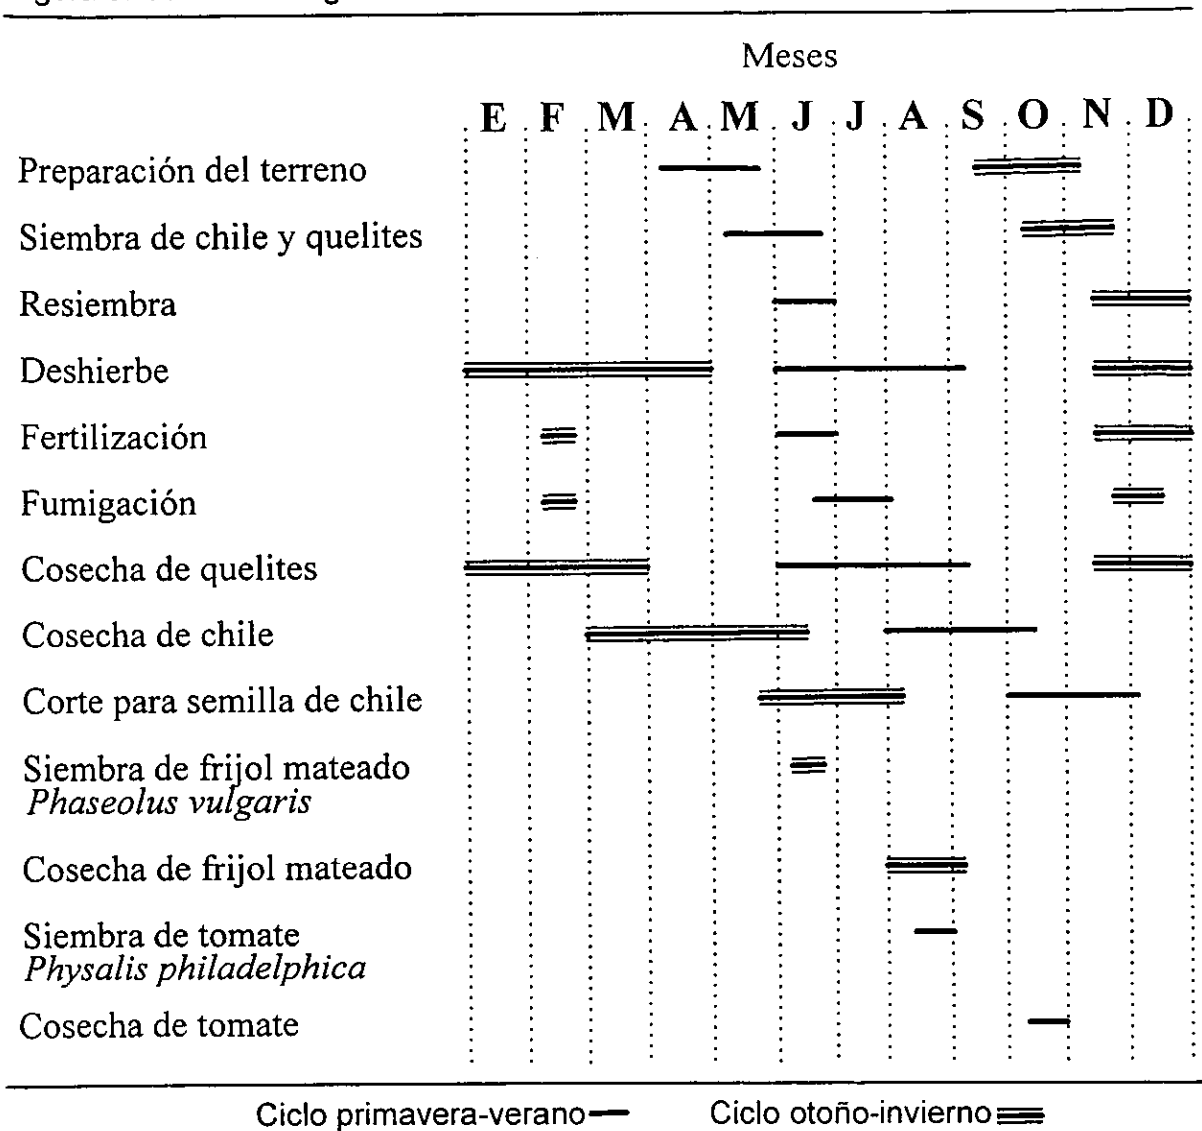 Meses
E F M A M J J A S O N D
Preparación del terreno
Siembra de chile y quelites
Resiembra
Deshierbe
Fertilización
Fumigación
Cosecha de quelites
Cosecha de chile
Corte para semilla de chile
Siembra de frijol mateado
Phaseolus vulgaris
Cosecha de frijol mateado
Siembra de tomate
Physalis philadelphica
Cosecha de tomate
Ciclo primavera-verano Ciclo otoño-invierno